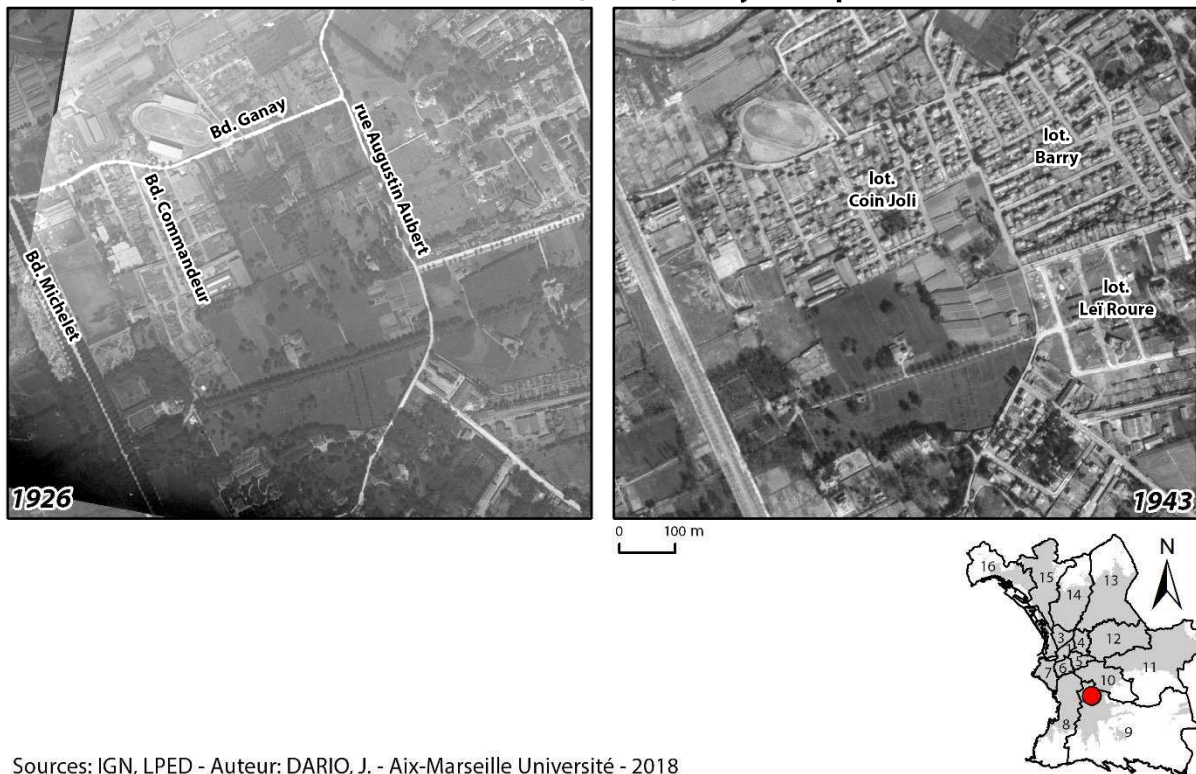 Bd. Ganay
rue Augustin Aubert
Bd. Commandeur
Bd. Michelet
1926
lot.
Barry
lot.
Coin Joli
lot.
Leï Roure
1943
0 100 m
N
16
15
13
14
3
4
12
1
5
11
7
6
10
8
9
Sources: IGN, LPED - Auteur: DARIO, J. - Aix-Marseille Université - 2018